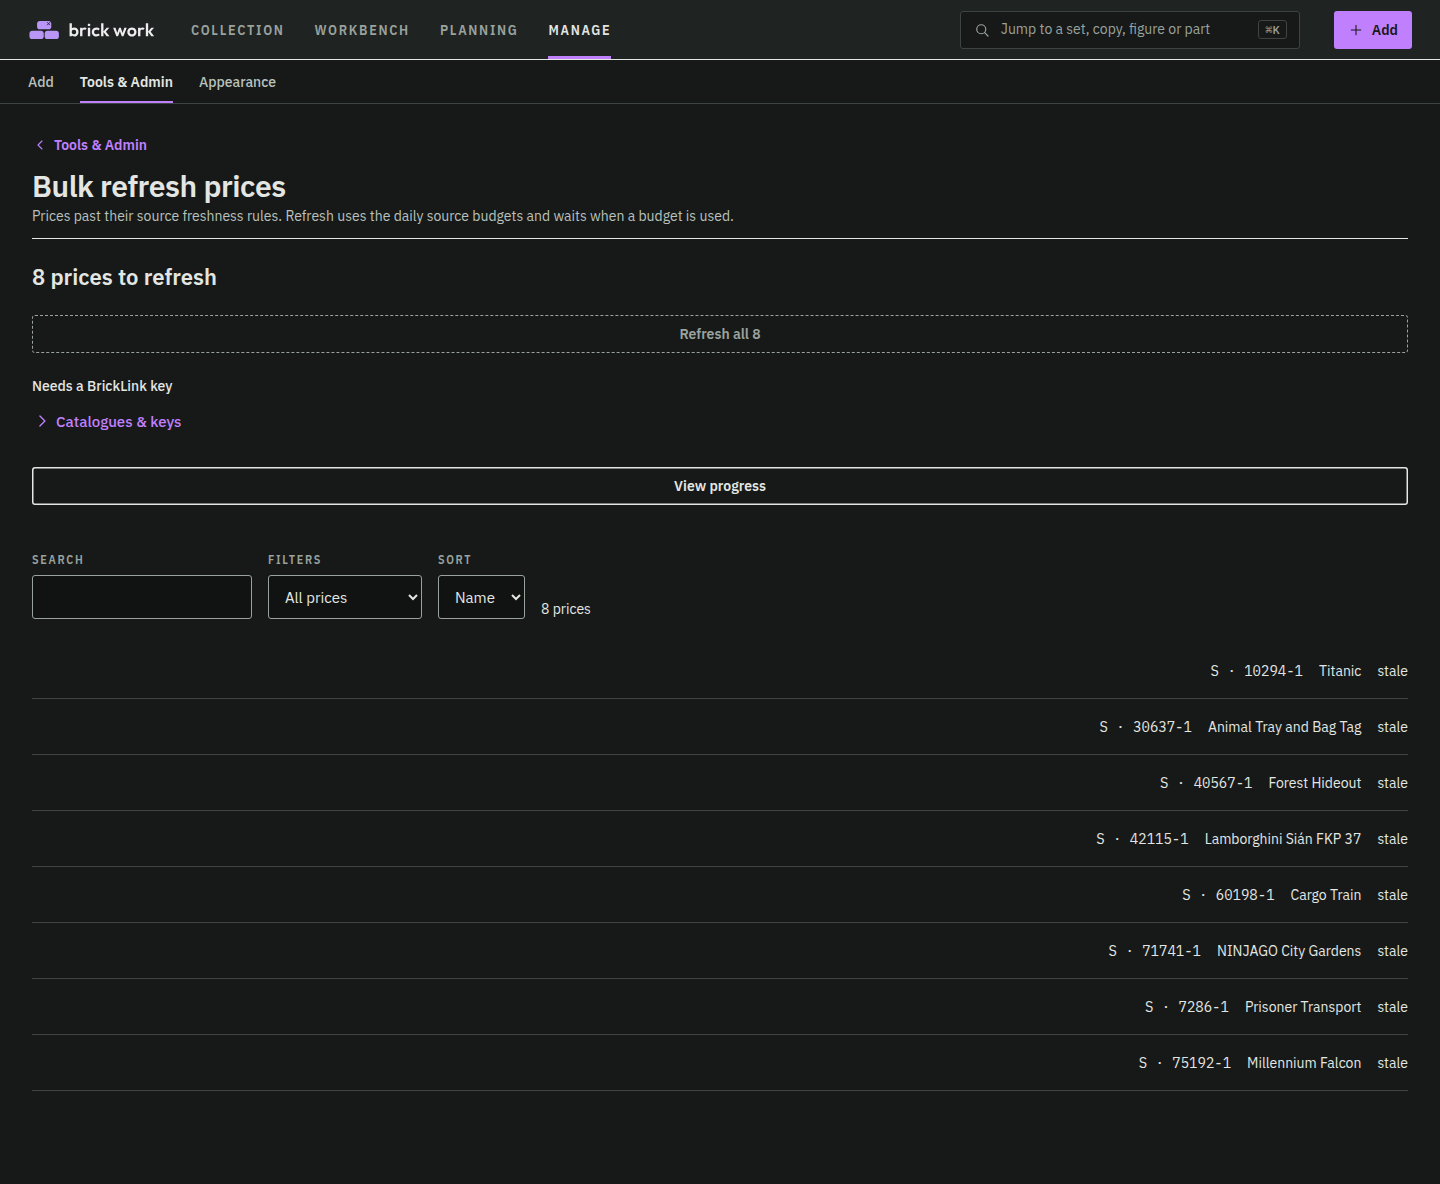 brick work
COLLECTION
WORKBENCH
PLANNING
MANAGE
Jump to a set, copy, figure or part
⌘K
Add
Add
Tools & Admin
Appearance
Tools & Admin
Bulk refresh prices
Prices past their source freshness rules. Refresh uses the daily source budgets and waits when a budget is used.
8 prices to refresh
Refresh all 8
Needs a BrickLink key
Catalogues & keys
View progress
SEARCH
FILTERS
SORT
All prices
Name
8 prices
S · 10294-1 Titanic stale
S · 30637-1 Animal Tray and Bag Tag stale
S · 40567-1 Forest Hideout stale
S · 42115-1 Lamborghini Sián FKP 37 stale
S · 60198-1 Cargo Train stale
S · 71741-1 NINJAGO City Gardens stale
S · 7286-1 Prisoner Transport stale
S · 75192-1 Millennium Falcon stale